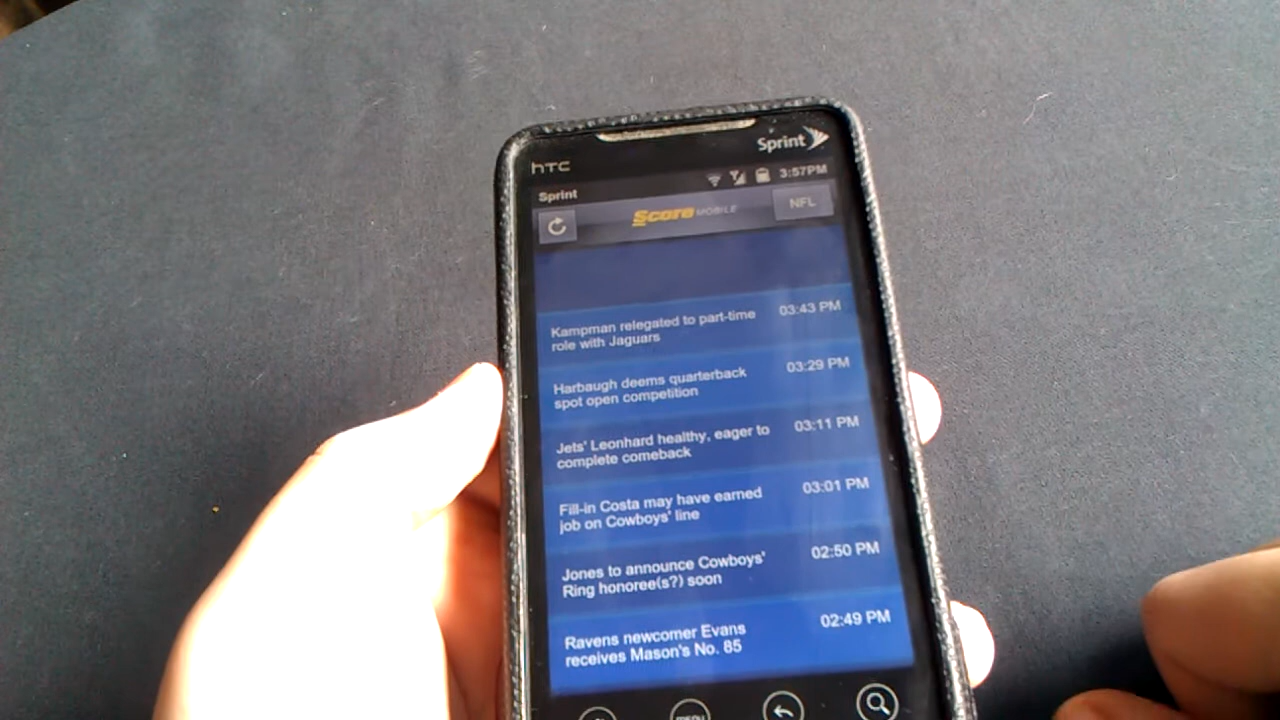 Sprint
hTC
Sprint 3:57PM
Score MOBILE NFL
Kampman relegated to part-time 03:43 PM
role with Jaguars
Harbaugh deems quarterback 03:29 PM
spot open competition
Jets' Leonhard healthy, eager to 03:11 PM
complete comeback
Fill-in Costa may have earned 03:01 PM
job on Cowboys' line
Jones to announce Cowboys' 02:50 PM
Ring honoree(s?) soon
Ravens newcomer Evans 02:49 PM
receives Mason's No. 85
MENU